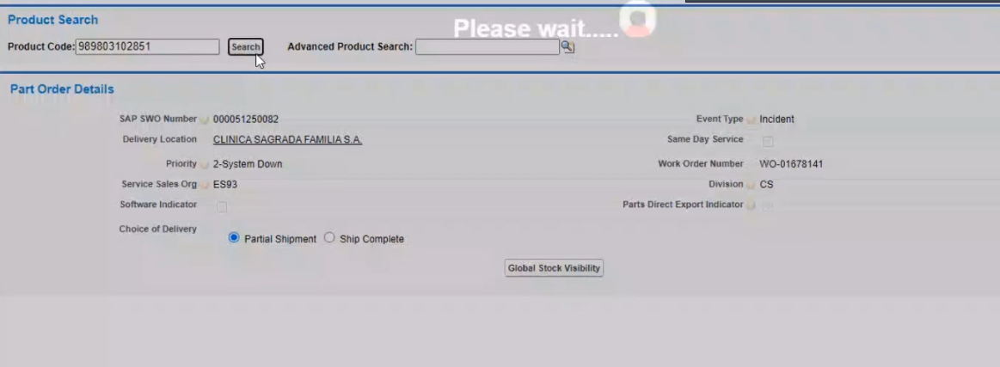 Product Search
Please wait.....
Product Code: 989803102851 Search Advanced Product Search:
Part Order Details
SAP SWO Number 000051250082 Event Type Incident
Delivery Location CLINICA SAGRADA FAMILIA S.A. Same Day Service
Priority 2-System Down Work Order Number WO-01678141
Service Sales Org ES93 Division CS
Software Indicator Parts Direct Export Indicator
Choice of Delivery Partial Shipment Ship Complete
Global Stock Visibility